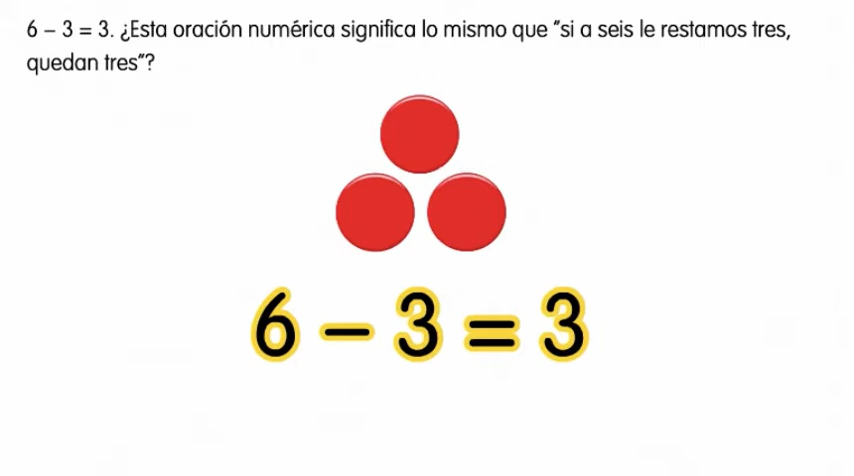 6 – 3 = 3. ¿Esta oración numérica significa lo mismo que "si a seis le restamos tres,
quedan tres"?
6 – 3 = 3